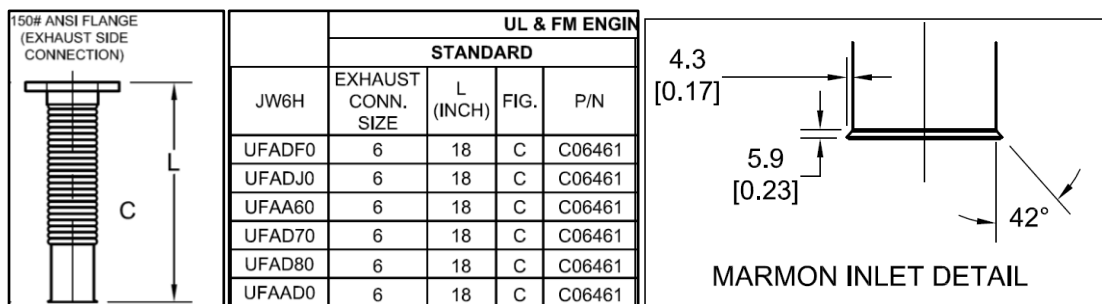 150# ANSI FLANGE
(EXHAUST SIDE
CONNECTION)
L
C
UL & FM ENGIN
STANDARD
JW6H EXHAUST CONN. SIZE L (INCH) FIG. P/N
UFADF0 6 18 C C06461
UFADJ0 6 18 C C06461
UFAA60 6 18 C C06461
UFAD70 6 18 C C06461
UFAD80 6 18 C C06461
UFAAD0 6 18 C C06461
4.3
[0.17]
5.9
[0.23]
42°
MARMON INLET DETAIL